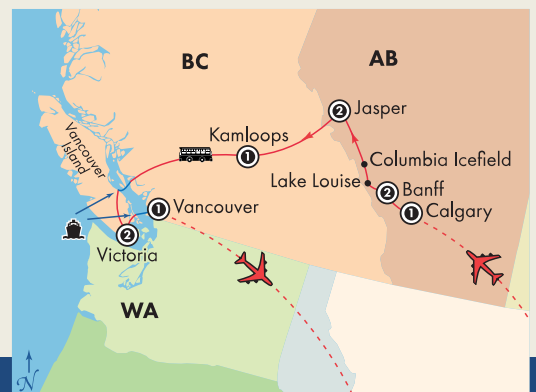 BC
AB
Vancouver
Island
2 Jasper
Kamloops
1
Columbia Icefield
Lake Louise
2 Banff
1 Calgary
1 Vancouver
2
Victoria
WA
N